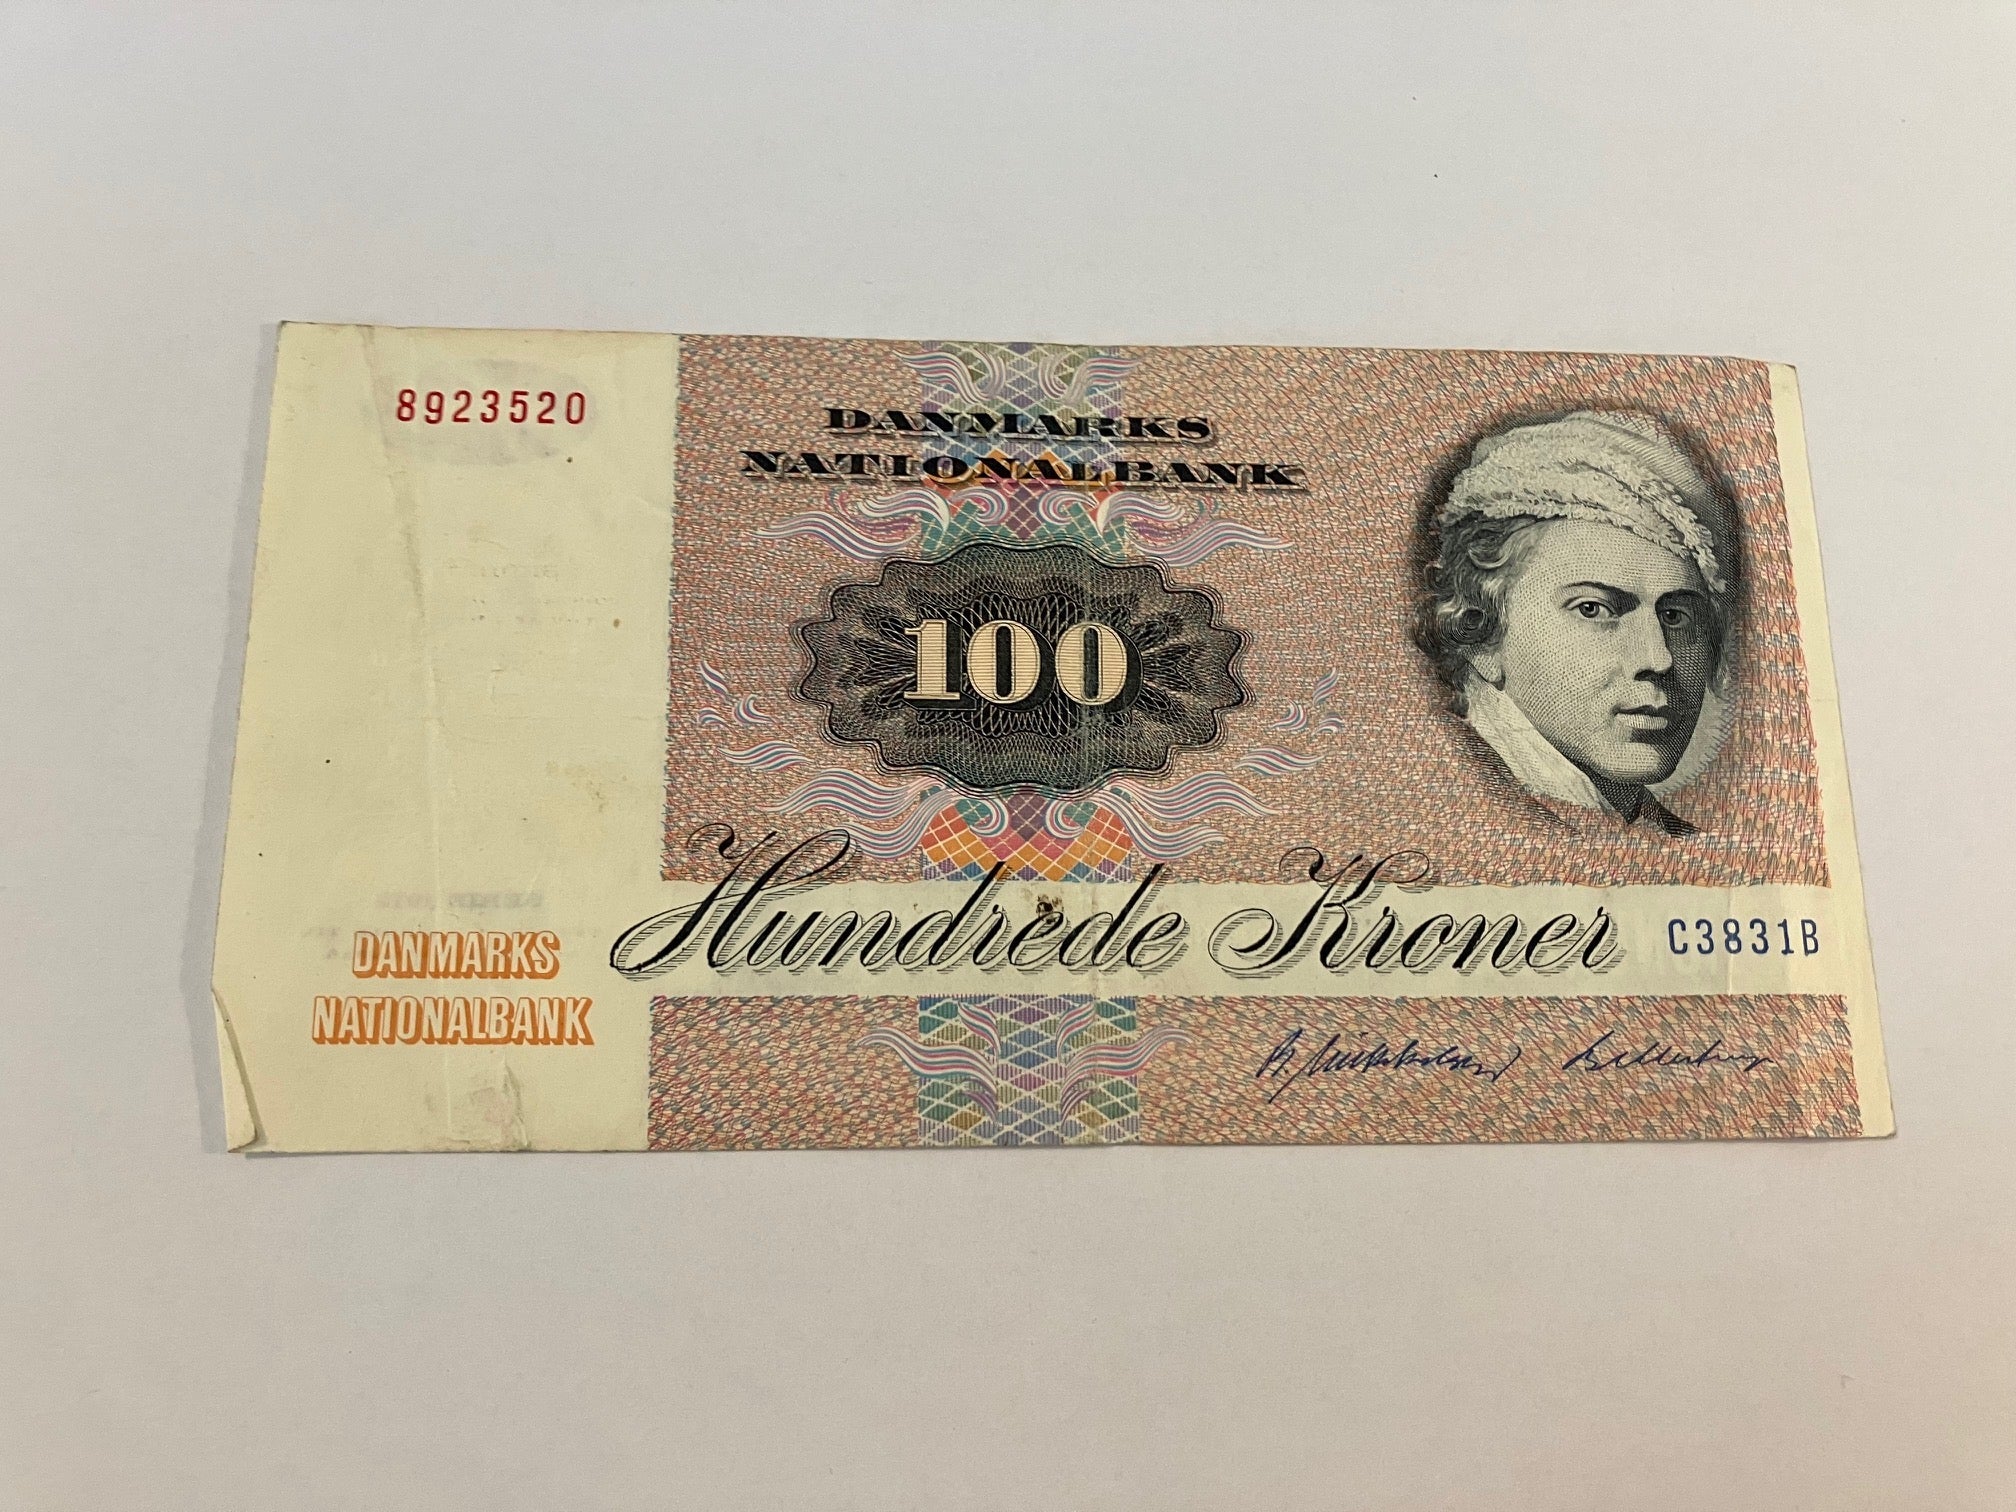 8923520
DANMARKS
NATIONALBANK
100
Hundrede Kroner
C3831B
DANMARKS
NATIONALBANK